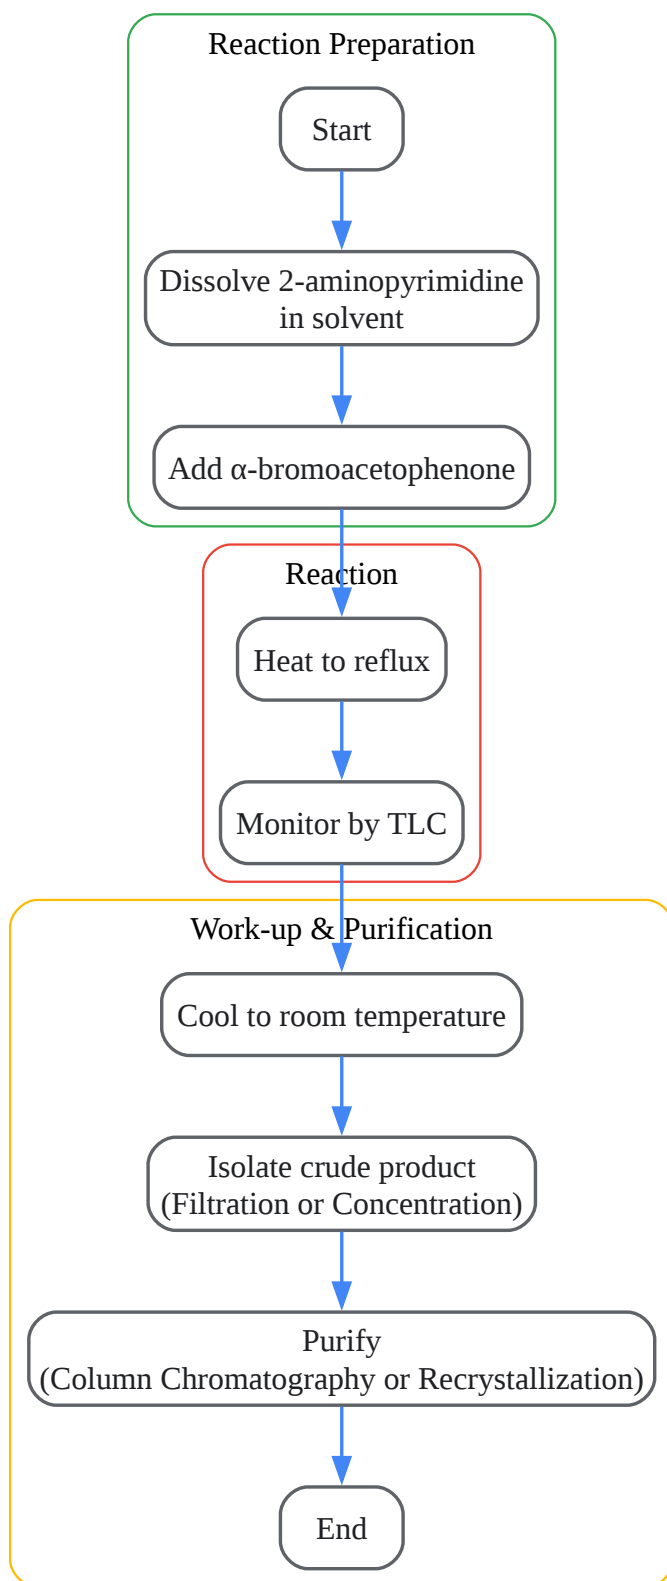 Reaction Preparation
Start
Dissolve 2-aminopyrimidine
in solvent
Add α-bromoacetophenone
Reaction
Heat to reflux
Monitor by TLC
Work-up & Purification
Cool to room temperature
Isolate crude product
(Filtration or Concentration)
Purify
(Column Chromatography or Recrystallization)
End